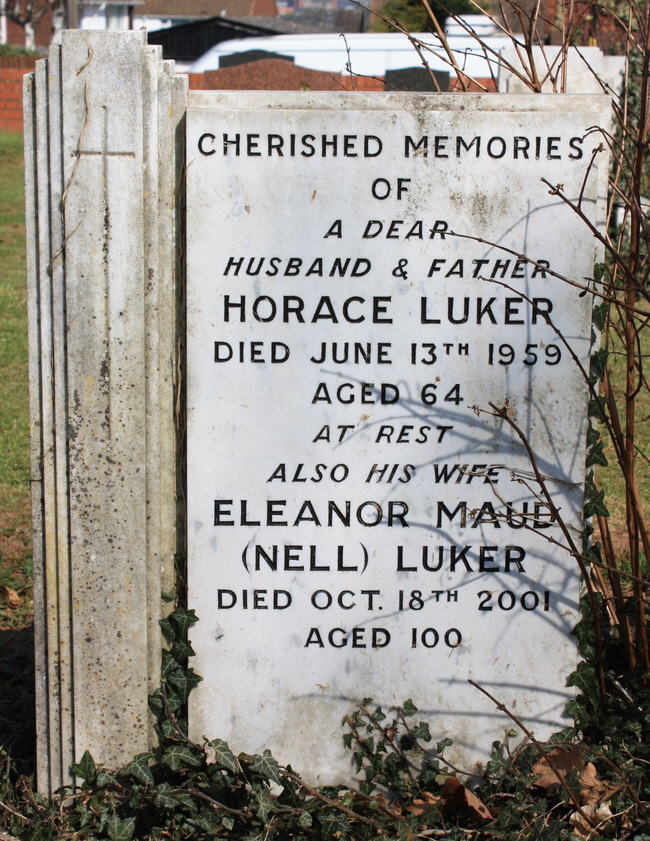 CHERISHED MEMORIES
OF
A DEAR
HUSBAND & FATHER
HORACE LUKER
DIED JUNE 13TH 1959
AGED 64
AT REST
ALSO HIS WIFE
ELEANOR MAUD
(NELL) LUKER
DIED OCT. 18TH 2001
AGED 100